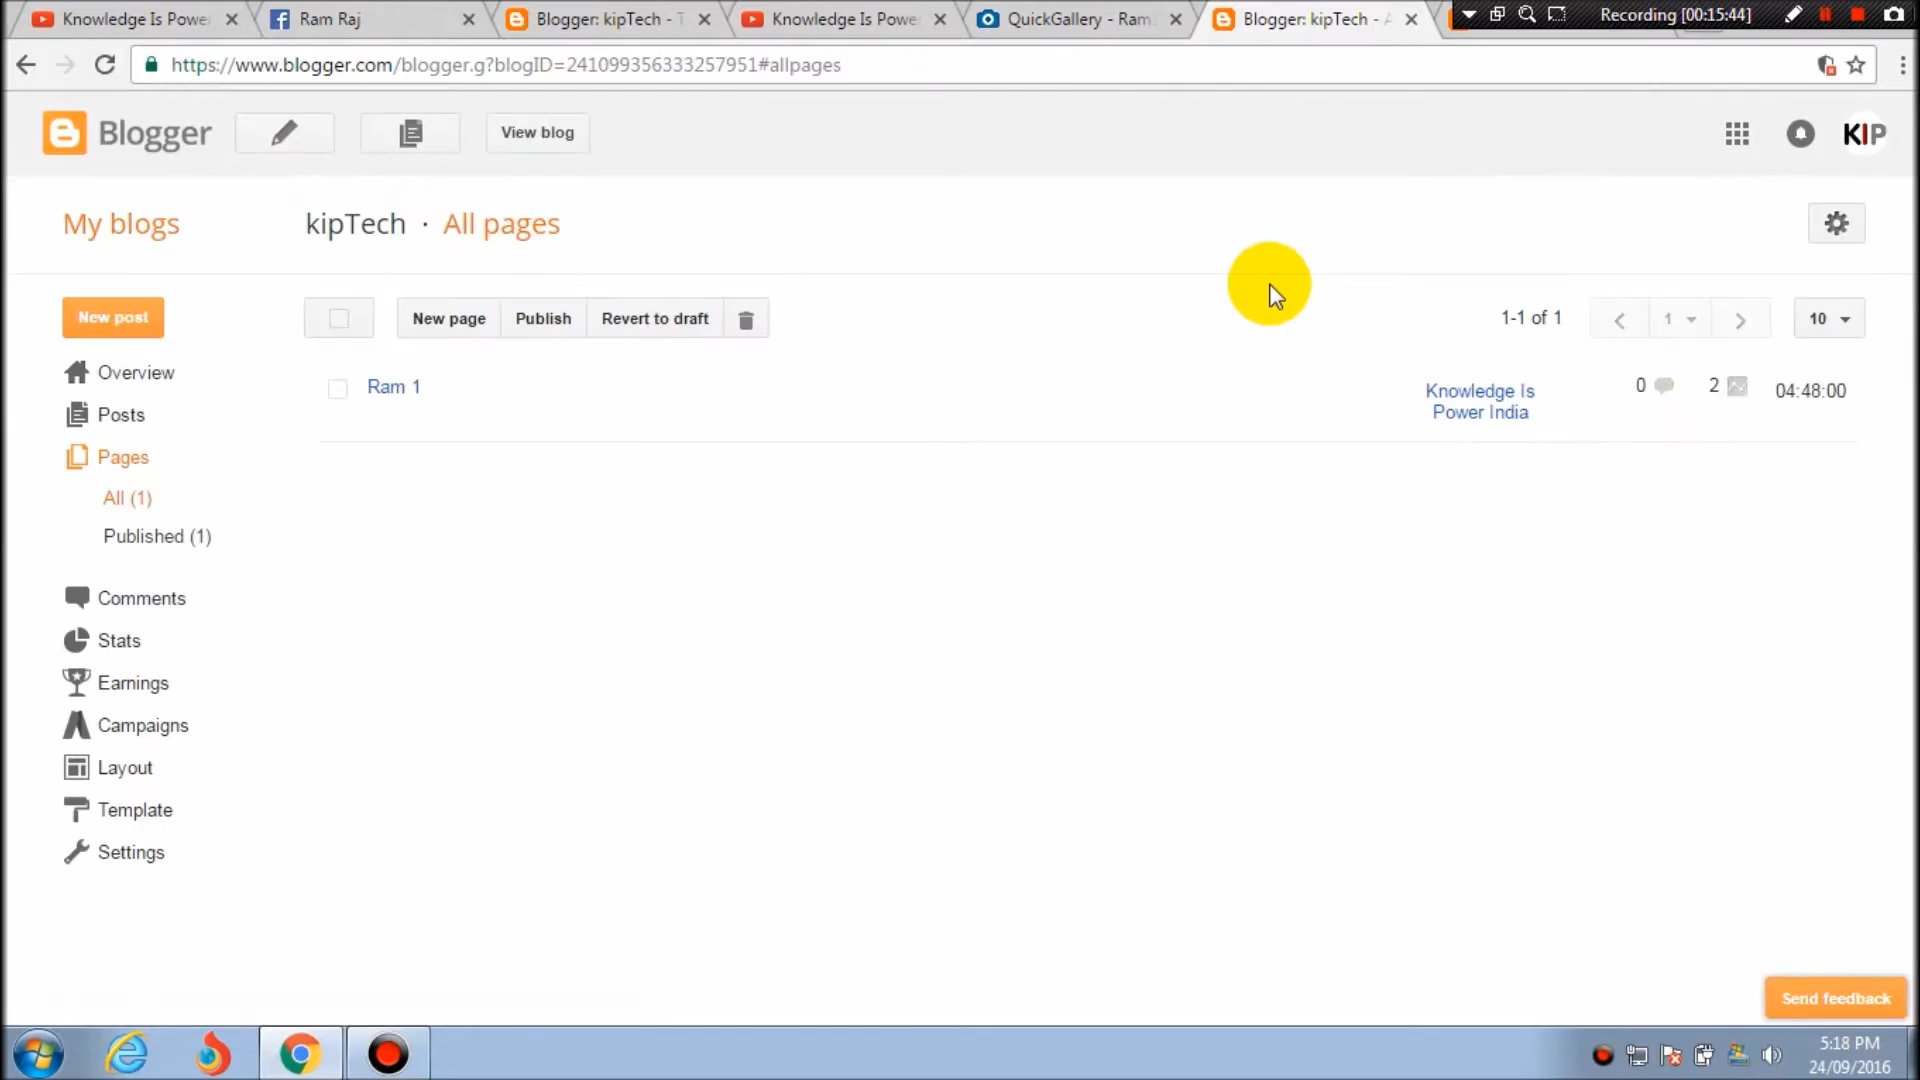 Knowledge Is Powe
Ram Raj
Blogger: kipTech - T
Knowledge Is Powe
QuickGallery - Ram
Blogger: kipTech - A
Recording [00:15:44]
https://www.blogger.com/blogger.g?blogID=241099356333257951#allpages
Blogger
View blog
KIP
My blogs
kipTech · All pages
New post
New page
Publish
Revert to draft
1-1 of 1
1
10
Overview
Ram 1
Knowledge Is
Power India
0
2
04:48:00
Posts
Pages
All (1)
Published (1)
Comments
Stats
Earnings
Campaigns
Layout
Template
Settings
Send feedback
5:18 PM
24/09/2016